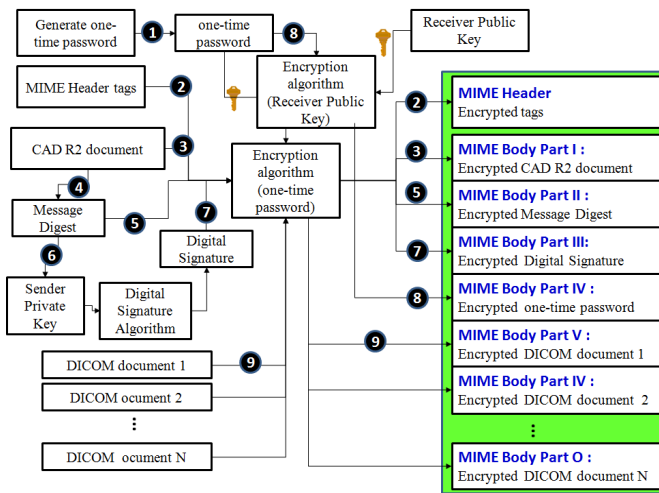 Generate one-
time password
1
one-time
password
8
Receiver Public
Key
MIME Header tags
2
Encryption
algorithm
(Receiver Public
Key)
CAD R2 document
3
Encryption
algorithm
(one-time
password)
4
Message
Digest
5
7
6
Digital
Signature
Sender
Private
Key
Digital
Signature
Algorithm
DICOM document 1
9
DICOM ocument 2
...
DICOM ocument N
2
MIME Header
Encrypted tags
3
MIME Body Part I :
Encrypted CAD R2 document
5
MIME Body Part II :
Encrypted Message Digest
7
MIME Body Part III:
Encrypted Digital Signature
8
MIME Body Part IV :
Encrypted one-time password
9
MIME Body Part V :
Encrypted DICOM document 1
MIME Body Part IV :
Encrypted DICOM document 2
...
MIME Body Part O :
Encrypted DICOM document N